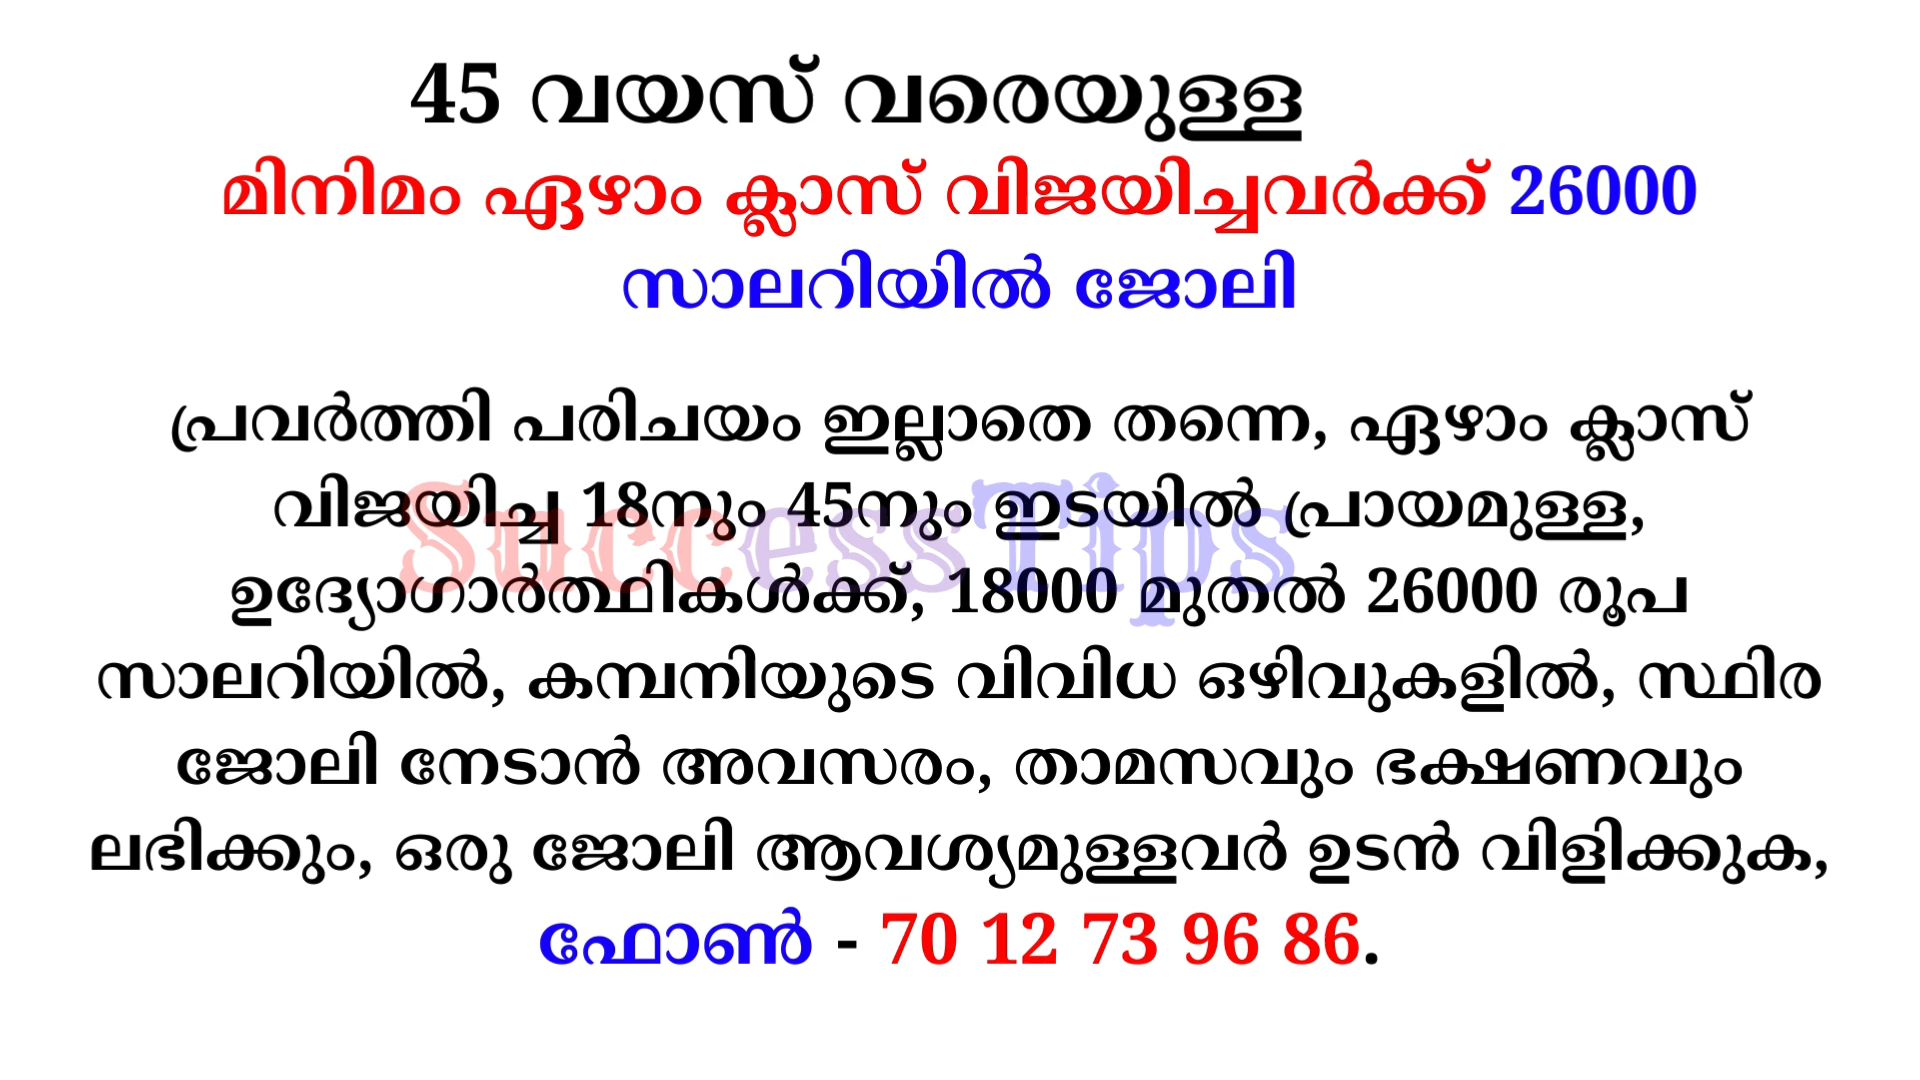 45 വയസ് വരെയുള്ള
മിനിമം ഏഴാം ക്ലാസ് വിജയിച്ചവർക്ക് 26000
സാലറിയിൽ ജോലി
പ്രവർത്തി പരിചയം ഇല്ലാതെ തന്നെ, ഏഴാം ക്ലാസ്
വിജയിച്ച 18നും 45നും ഇടയിൽ പ്രായമുള്ള,
SuccessTips
ഉദ്യോഗാർത്ഥികൾക്ക്, 18000 മുതൽ 26000 രൂപ
സാലറിയിൽ, കമ്പനിയുടെ വിവിധ ഒഴിവുകളിൽ, സ്ഥിര
ജോലി നേടാൻ അവസരം, താമസവും ഭക്ഷണവും
ലഭിക്കും, ഒരു ജോലി ആവശ്യമുള്ളവർ ഉടൻ വിളിക്കുക,
ഫോൺ - 70 12 73 96 86.